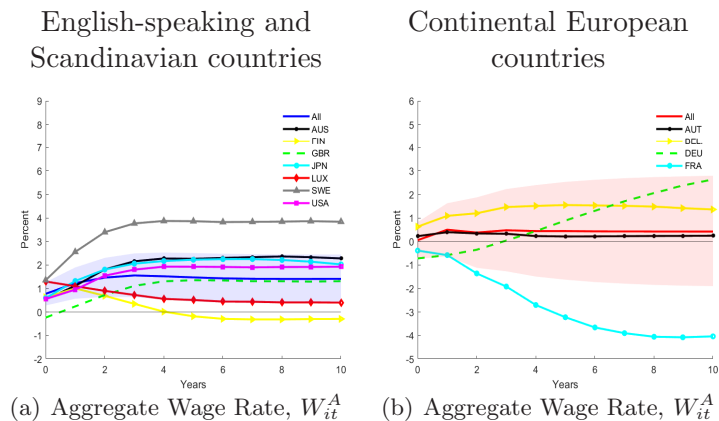 English-speaking and
Scandinavian countries
Continental European
countries
9
8
7
6
5
4
3
2
1
0
-1
-2
Percent
0 2 4 6 8 10
Years
All
AUS
FIN
GBR
JPN
LUX
SWE
USA
6
5
4
3
2
1
0
-1
-2
-3
-4
-5
Percent
0 2 4 6 8 10
Years
All
AUT
BEL
DEU
FRA
(a) Aggregate Wage Rate, W_{it}^A
(b) Aggregate Wage Rate, W_{it}^A